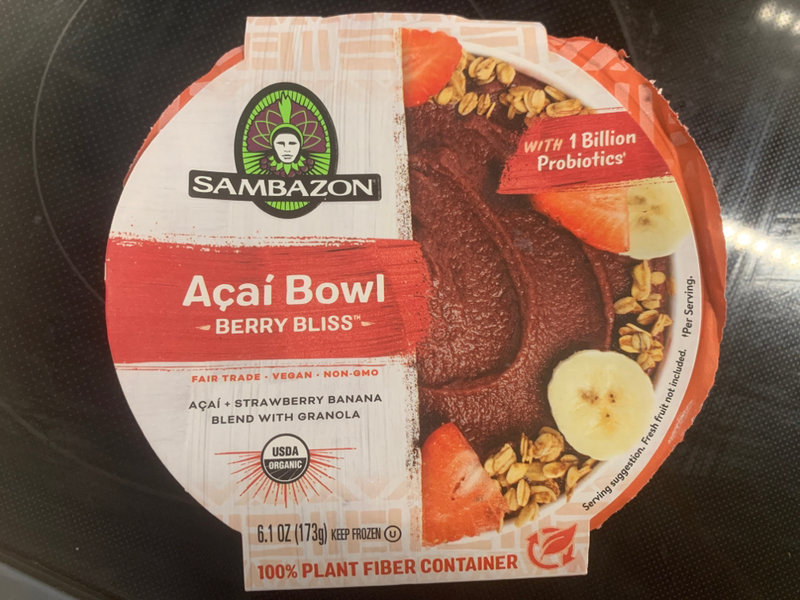 SAMBAZON®
WITH 1 Billion
Probiotics†
Açaí Bowl
BERRY BLISS™
FAIR TRADE • VEGAN • NON-GMO
AÇAÍ + STRAWBERRY BANANA
BLEND WITH GRANOLA
USDA
ORGANIC
Serving suggestion. Fresh fruit not included. †Per Serving.
6.1 OZ (173g) KEEP FROZEN U
100% PLANT FIBER CONTAINER